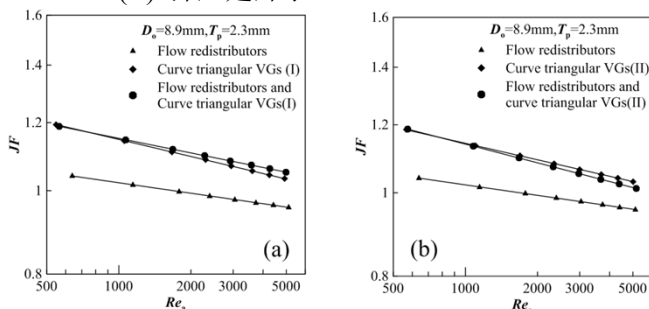 D₀=8.9mm,Tₚ=2.3mm
Flow redistributors
Curve triangular VGs (I)
Flow redistributors and
Curve triangular VGs(I)
JF
1.6
1.4
1.2
1
0.8
(a)
500 1000 2000 3000 5000
D₀=8.9mm,Tₚ=2.3mm
Flow redistributors
Curve triangular VGs(II)
Flow redistributors and
curve triangular VGs(II)
JF
1.6
1.4
1.2
1
0.8
(b)
500 1000 2000 3000 5000